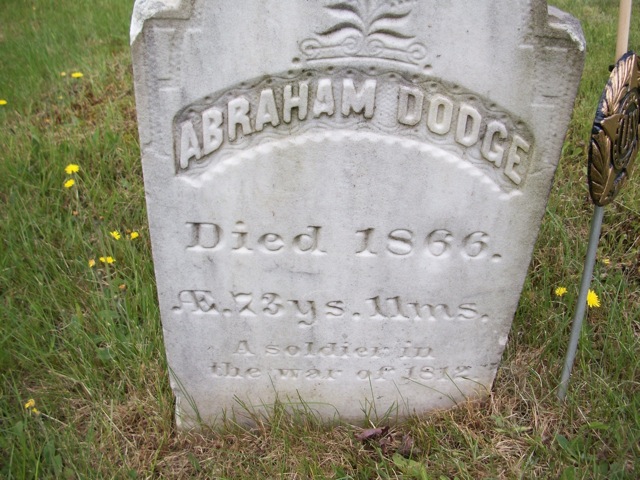 ABRAHAM DODGE
Died 1866.
Æ. 73ys. 11ms.
A soldier in
the war of 1812